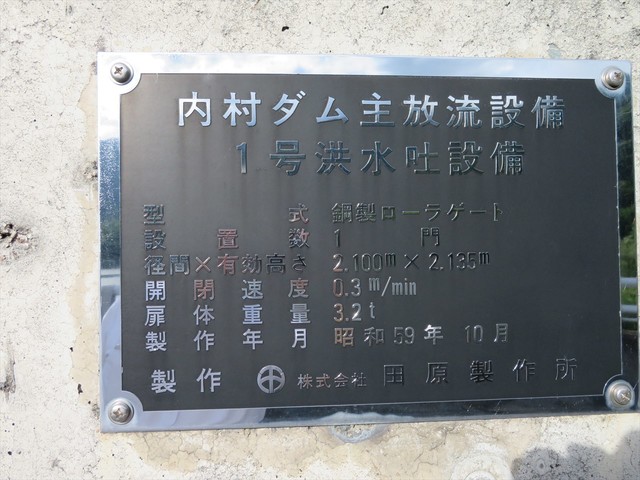 内村ダム主放流設備
1号洪水吐設備
型式 鋼製ローラゲート
設置数 1門
径間×有効高さ 2.100m×2.135m
開閉速度 0.3m/min
扉体重量 3.2t
製作年月 昭和59年10月
製作 株式会社 田原製作所